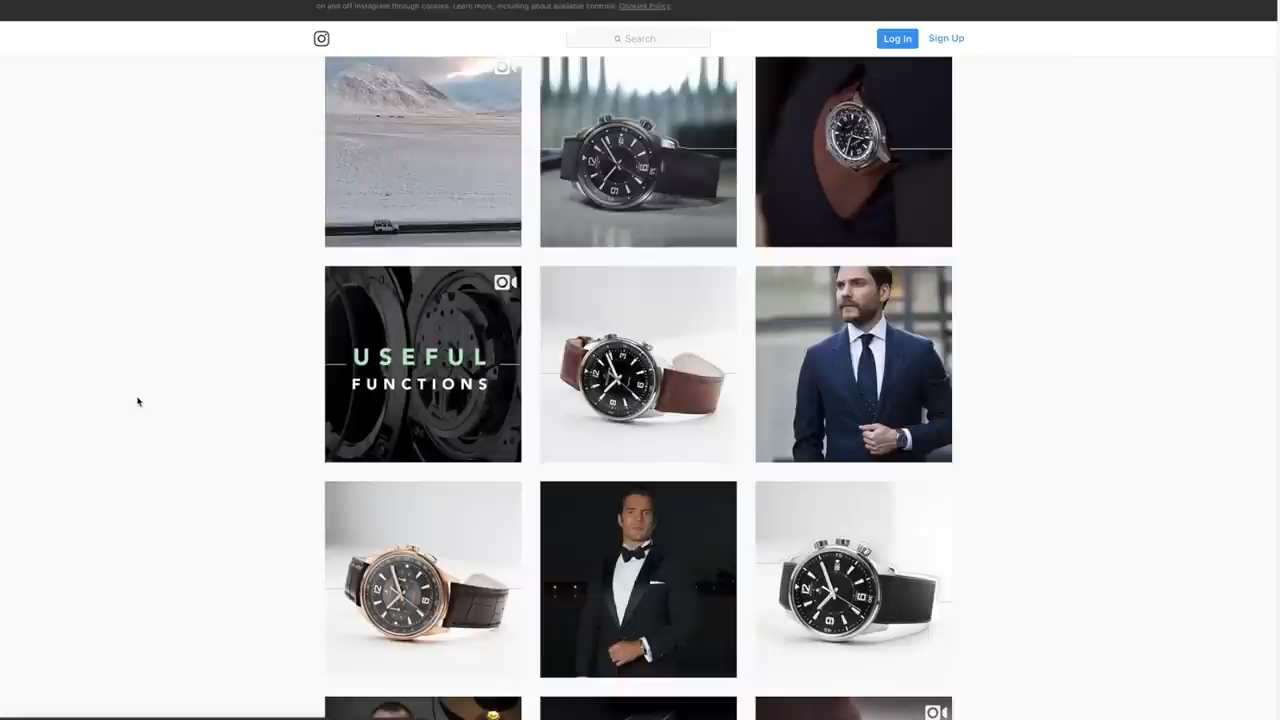 on and off Instagram through cookies. Learn more, including about available controls: Cookies Policy.
Search
Log In
Sign Up
USEFUL
FUNCTIONS